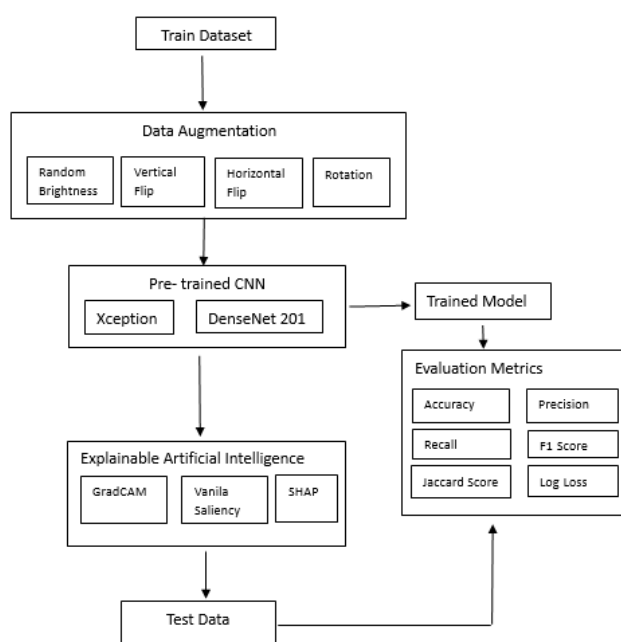 Train Dataset
Data Augmentation
Random
Brightness
Vertical
Flip
Horizontal
Flip
Rotation
Pre- trained CNN
Xception
DenseNet 201
Trained Model
Evaluation Metrics
Accuracy
Precision
Recall
F1 Score
Jaccard Score
Log Loss
Explainable Artificial Intelligence
GradCAM
Vanila
Saliency
SHAP
Test Data